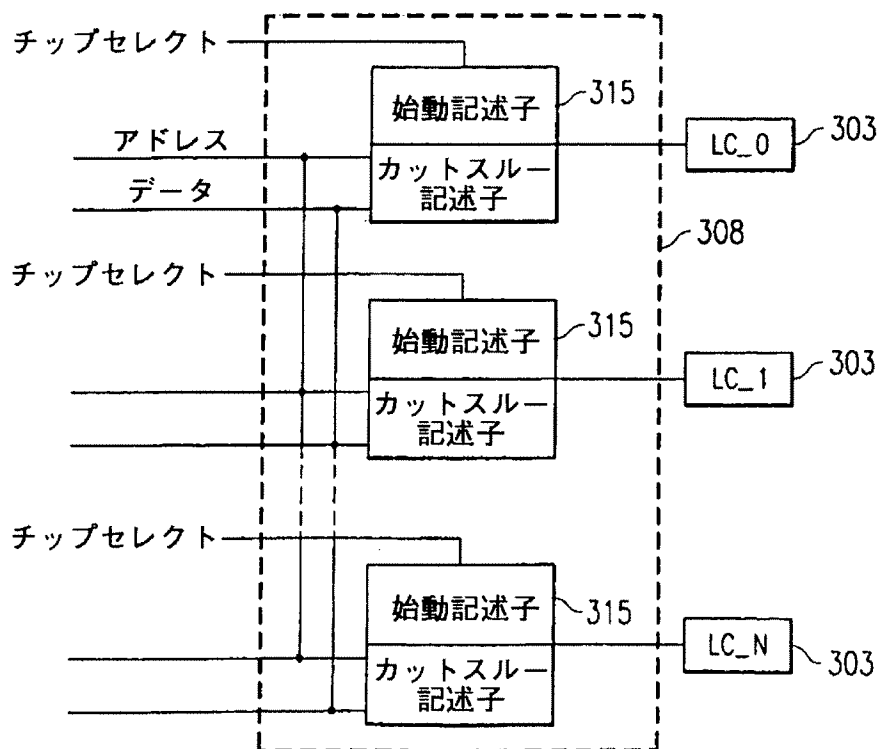 チップセレクト
始動記述子
315
アドレス
カットスルー
記述子
データ
LC_0
303
308
チップセレクト
始動記述子
315
カットスルー
記述子
LC_1
303
チップセレクト
始動記述子
315
カットスルー
記述子
LC_N
303